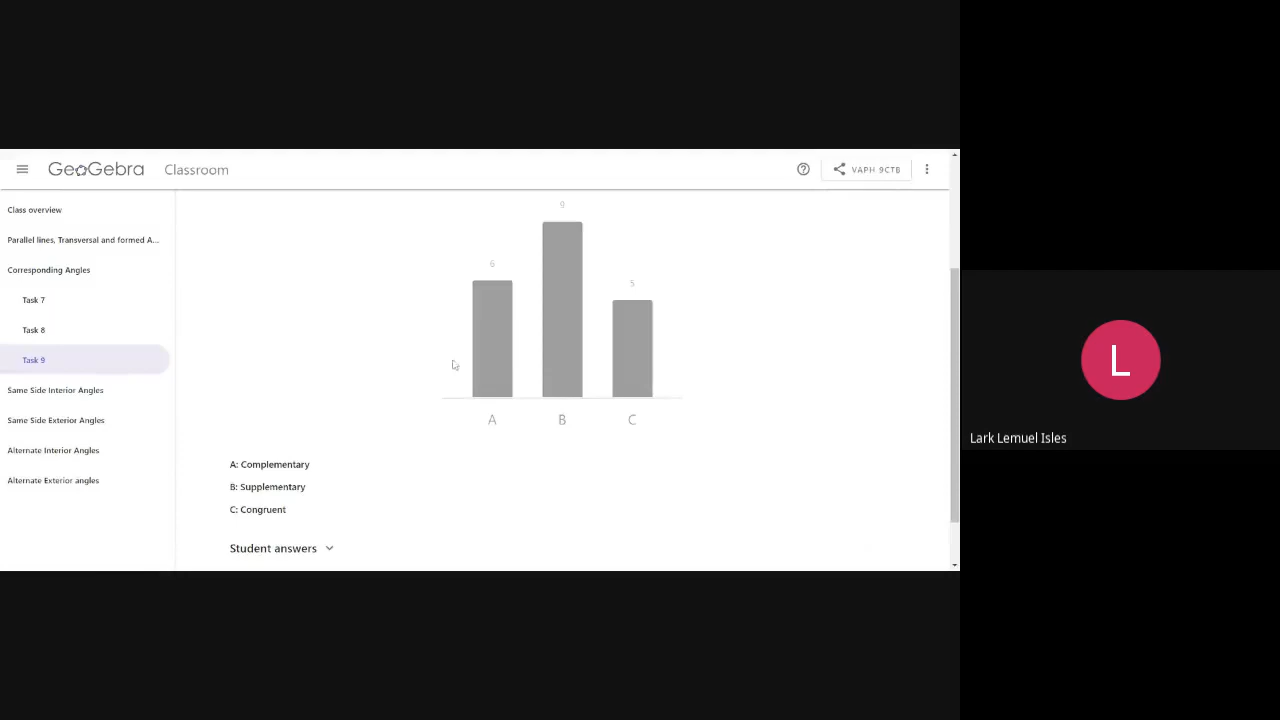 GeoGebra Classroom
VAPH 9CTB
Class overview
Parallel lines, Transversal and formed A...
Corresponding Angles
Task 7
Task 8
Task 9
Same Side Interior Angles
Same Side Exterior Angles
Alternate Interior Angles
Alternate Exterior angles
9
6
5
A B C
A: Complementary
B: Supplementary
C: Congruent
Student answers
L
Lark Lemuel Isles